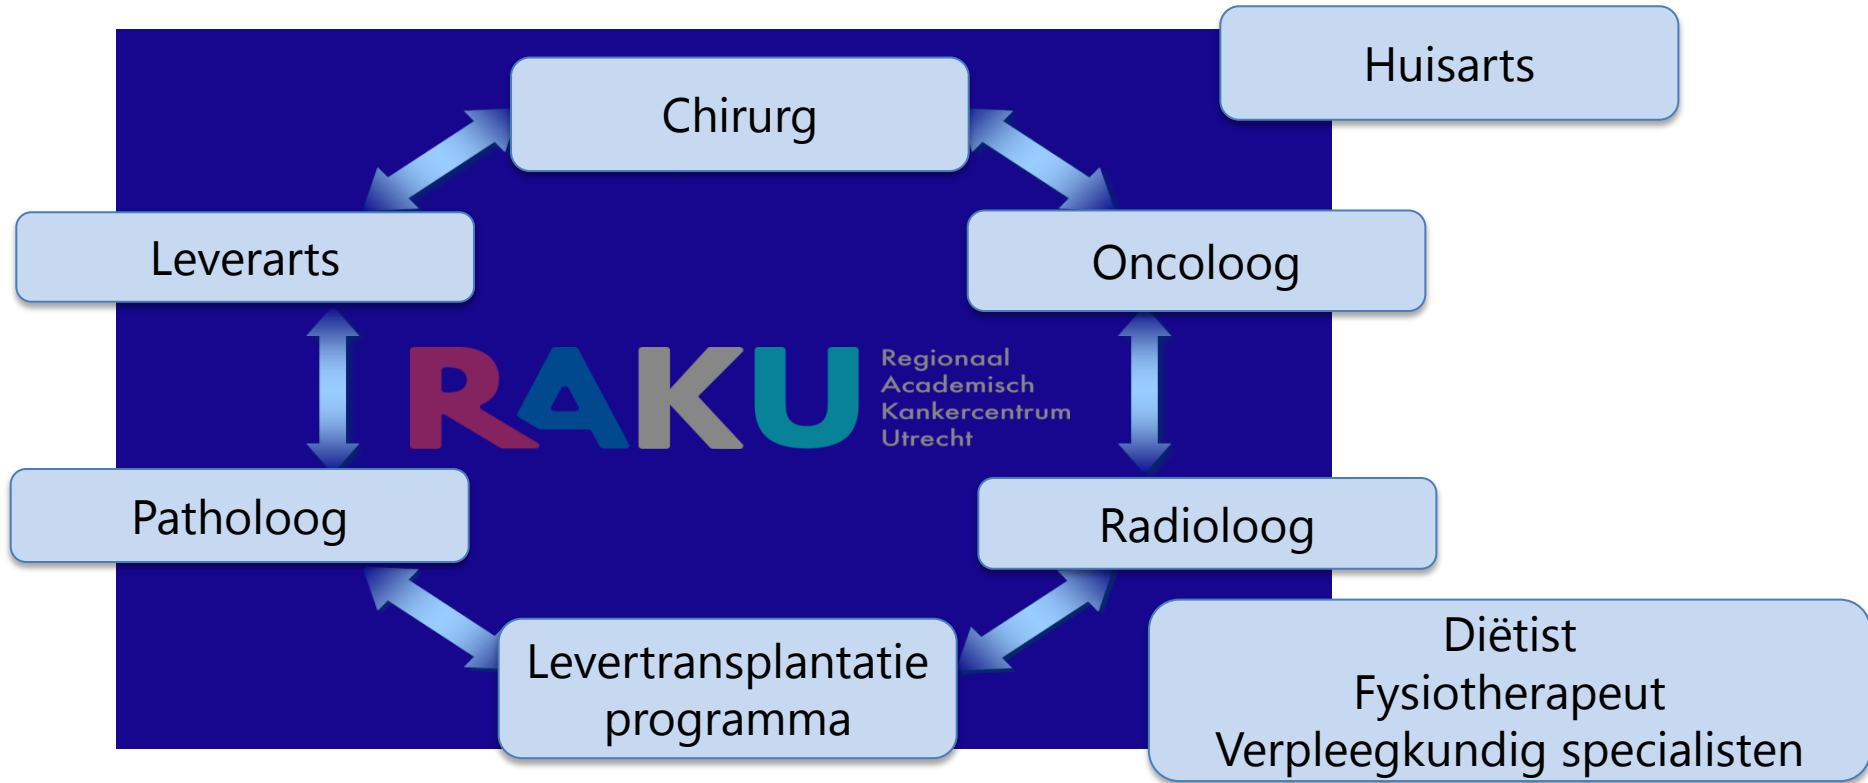 Huisarts
Chirurg
Leverarts
Oncoloog
RAKU
Regionaal
Academisch
Kankercentrum
Utrecht
Patholoog
Radioloog
Levertransplantatie
programma
Diëtist
Fysiotherapeut
Verpleegkundig specialisten